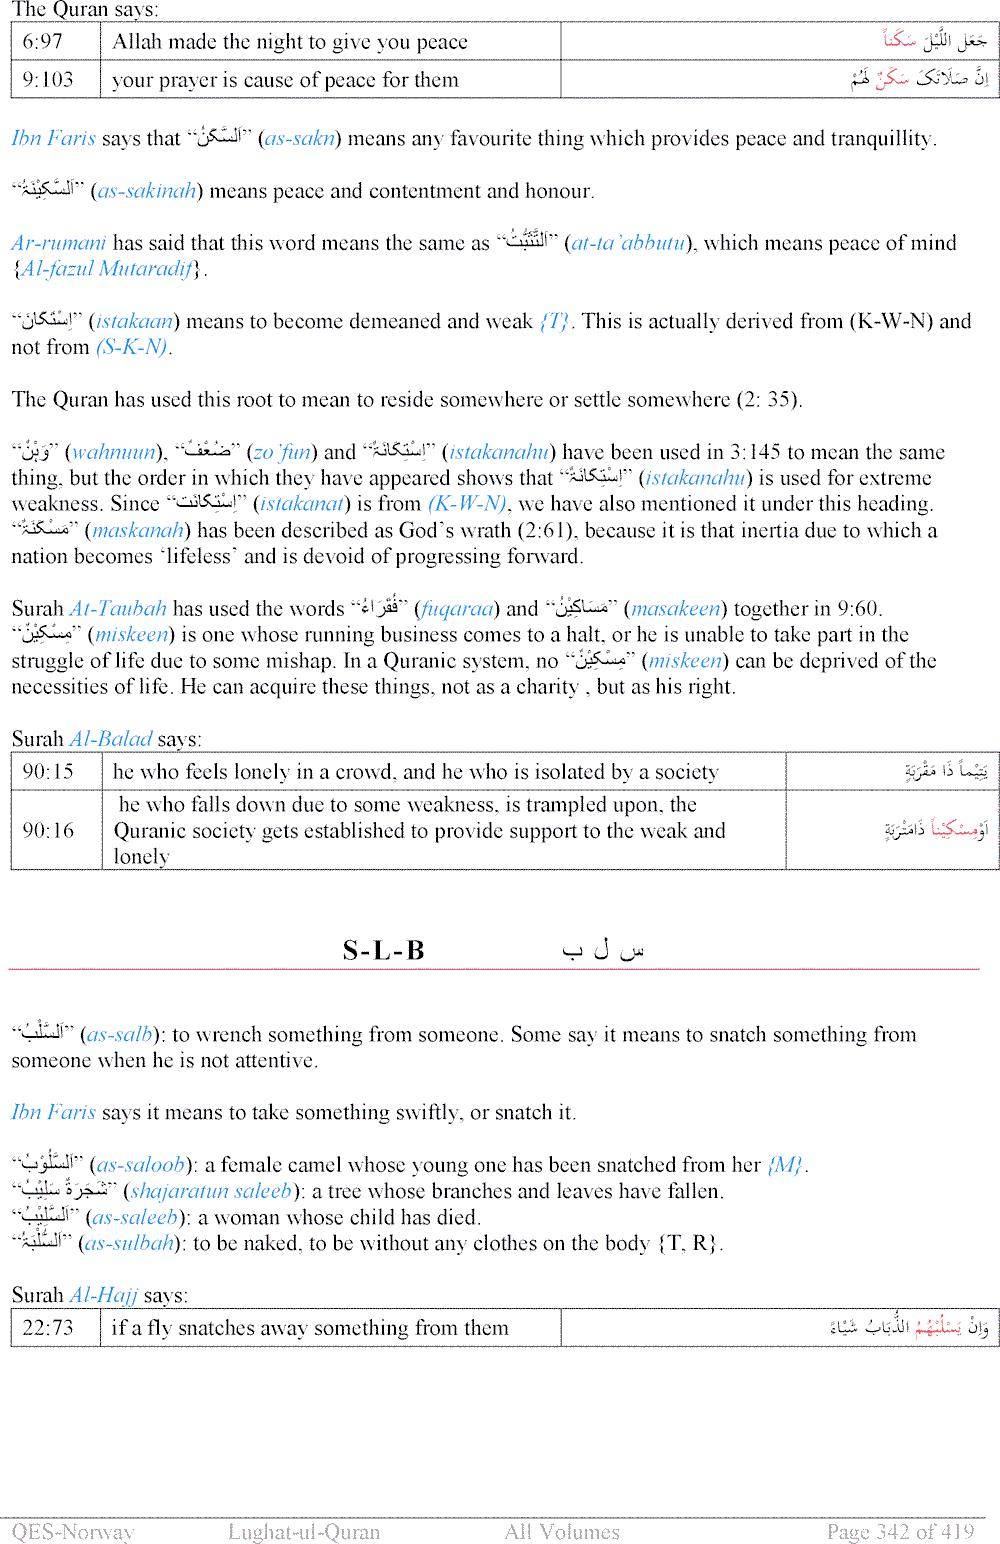 The Quran says:
6:97 Allah made the night to give you peace جَعَل اللَّيْلَ سَكَناً
9:103 your prayer is cause of peace for them اِنَّ صَلَاتَکَ سَکَنٌ لَهُمْ
Ibn Faris says that “اَلسَّکَنُ” (as-sakn) means any favourite thing which provides peace and tranquillity.
“اَلسَّكِيْنَةُ” (as-sakinah) means peace and contentment and honour.
Ar-rumani has said that this word means the same as “اَلتَّثَبُّتُ” (at-ta’abbutu), which means peace of mind
{Al-fazul Mutaradif}.
“اِسْتَکَانَ” (istakaan) means to become demeaned and weak {T}. This is actually derived from (K-W-N) and
not from (S-K-N).
The Quran has used this root to mean to reside somewhere or settle somewhere (2: 35).
“وَہْنٌ” (wahnuun), “ضُعْفٌ” (zo’fun) and “اِسْتِکَانَۃٌ” (istakanahu) have been used in 3:145 to mean the same
thing, but the order in which they have appeared shows that “اِسْتِکَانَۃٌ” (istakanahu) is used for extreme
weakness. Since “اِسْتِکَانَت” (istakanat) is from (K-W-N), we have also mentioned it under this heading.
“مَسْکَنَۃٌ” (maskanah) has been described as God’s wrath (2:61), because it is that inertia due to which a
nation becomes ‘lifeless’ and is devoid of progressing forward.
Surah At-Taubah has used the words “فُقَرَاءُ” (fuqaraa) and “مَسَاكِيْنُ” (masakeen) together in 9:60.
“مِسْكِيْنٌ” (miskeen) is one whose running business comes to a halt, or he is unable to take part in the
struggle of life due to some mishap. In a Quranic system, no “مِسْكِيْنٌ” (miskeen) can be deprived of the
necessities of life. He can acquire these things, not as a charity , but as his right.
Surah Al-Balad says:
90:15 he who feels lonely in a crowd, and he who is isolated by a society يَتِيْماً ذَا مَقْرَبَةٍ
90:16 he who falls down due to some weakness, is trampled upon, the
Quranic society gets established to provide support to the weak and
lonely اَوْمِسْكِيْناً ذَامَتْرَبَةٍ
S-L-B س ل ب
“اَلسَّلْبُ” (as-salb): to wrench something from someone. Some say it means to snatch something from
someone when he is not attentive.
Ibn Faris says it means to take something swiftly, or snatch it.
“اَلسَّلُوْبُ” (as-saloob): a female camel whose young one has been snatched from her {M}.
“شَجَرَةٌ سَلِيْبٌ” (shajaratun saleeb): a tree whose branches and leaves have fallen.
“اَلسَّلِيْبُ” (as-saleeb): a woman whose child has died.
“اَلسُّلْبَةُ” (as-sulbah): to be naked, to be without any clothes on the body {T, R}.
Surah Al-Hajj says:
22:73 if a fly snatches away something from them وَاِنْ يَسْلُبْهُمُ الذُّبَابُ شَيْاءً
QES-Norway Lughat-ul-Quran All Volumes Page 342 of 419